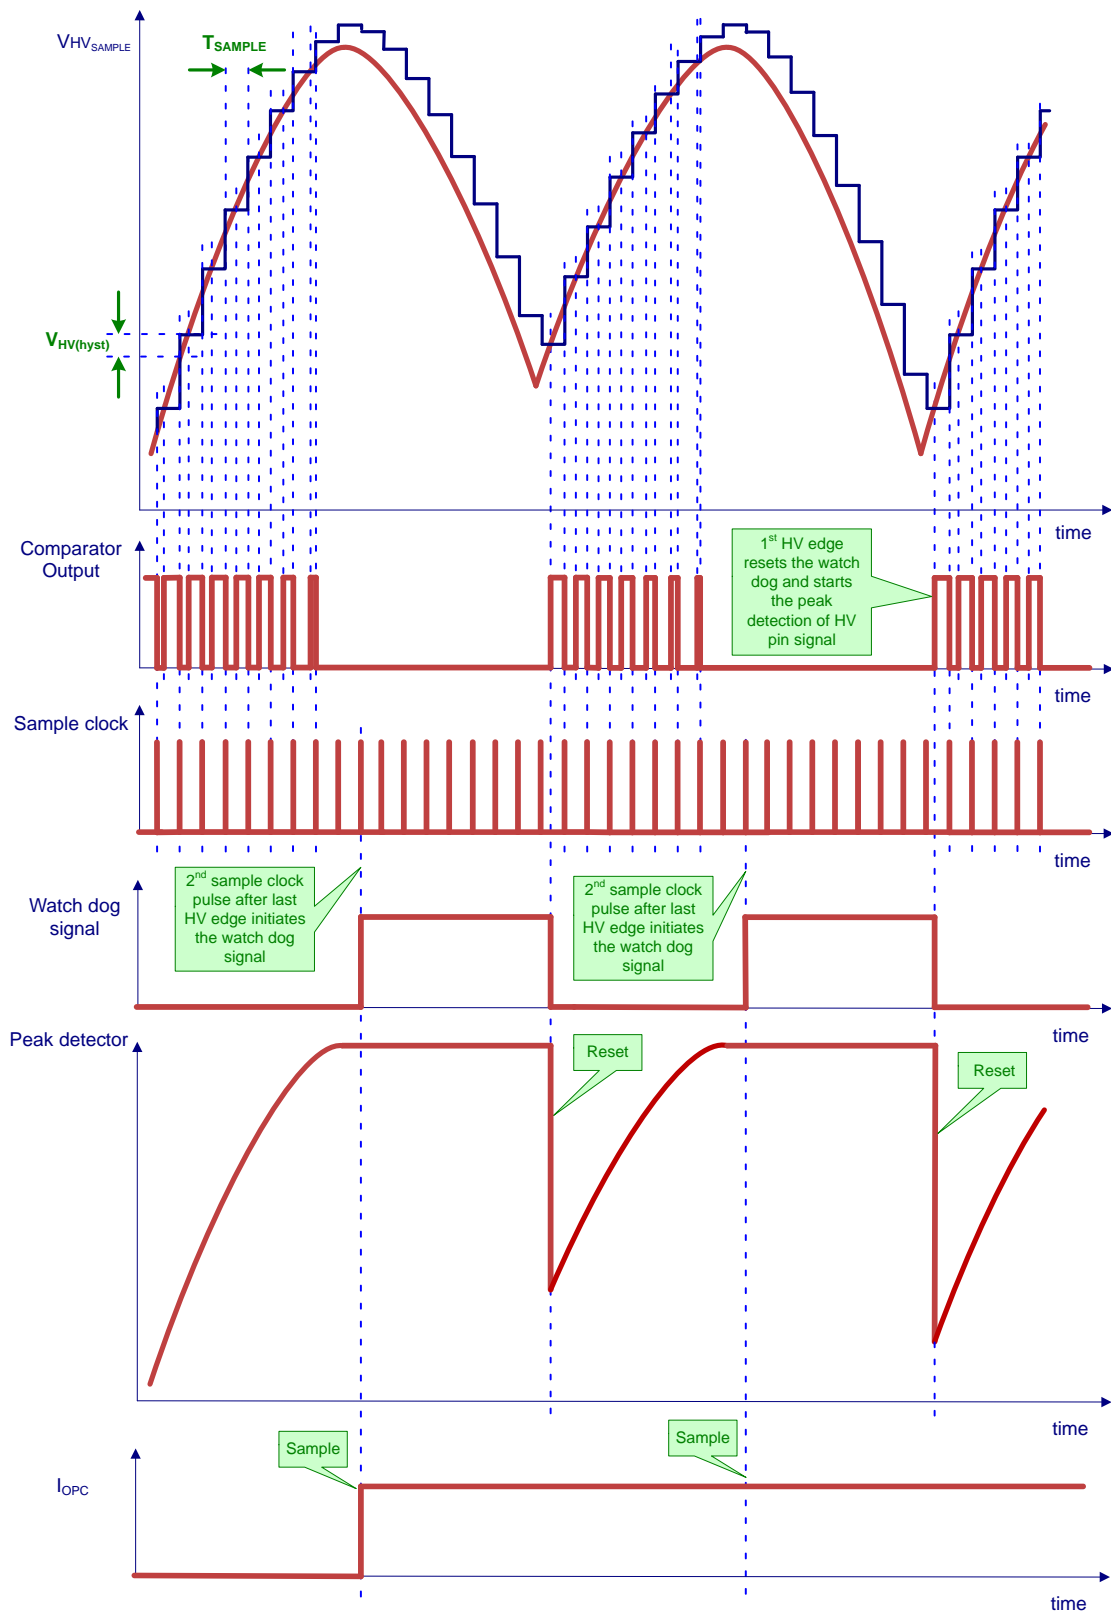 VHVSAMPLE
TSAMPLE
VHV(hyst)
time
Comparator
Output
1st HV edge
resets the watch
dog and starts
the peak
detection of HV
pin signal
time
Sample clock
time
2nd sample clock
pulse after last
HV edge initiates
the watch dog
signal
2nd sample clock
pulse after last
HV edge initiates
the watch dog
signal
Watch dog
signal
time
Peak detector
Reset
Reset
time
Sample
Sample
IOPC
time